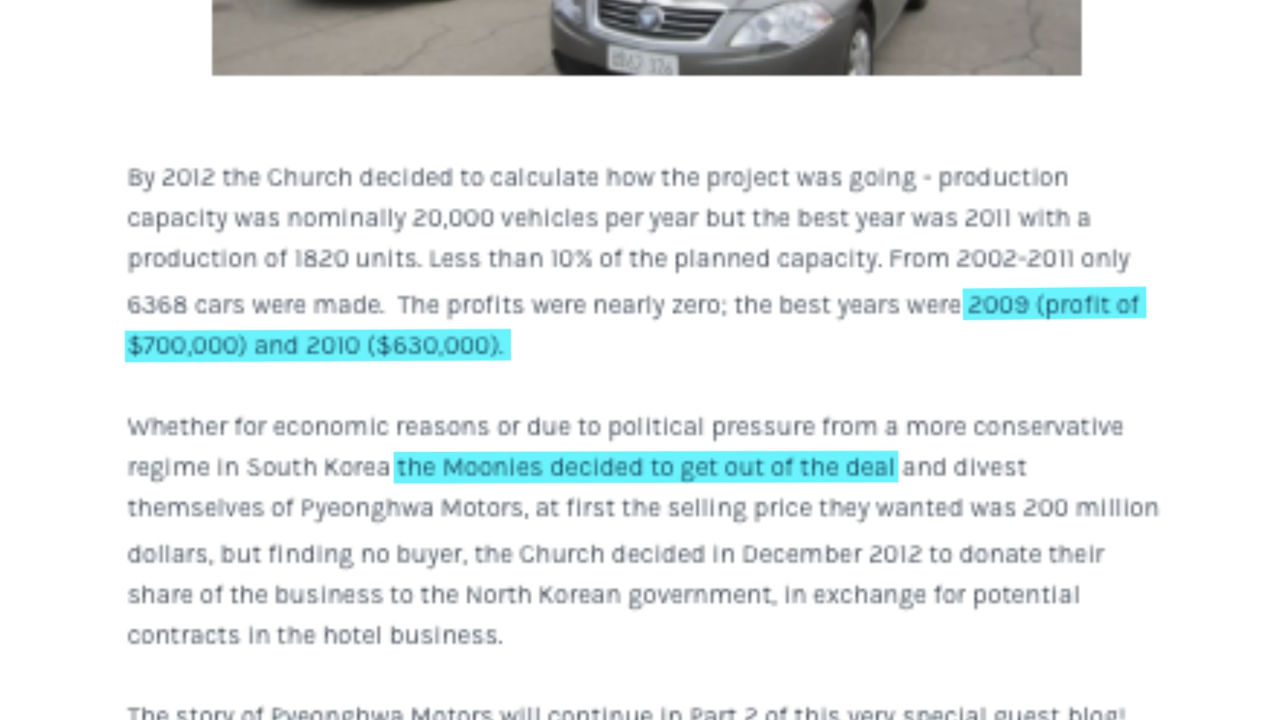 By 2012 the Church decided to calculate how the project was going - production
capacity was nominally 20,000 vehicles per year but the best year was 2011 with a
production of 1820 units. Less than 10% of the planned capacity. From 2002-2011 only
6368 cars were made. The profits were nearly zero; the best years were 2009 (profit of
$700,000) and 2010 ($630,000).
Whether for economic reasons or due to political pressure from a more conservative
regime in South Korea the Moonies decided to get out of the deal and divest
themselves of Pyeonghwa Motors, at first the selling price they wanted was 200 million
dollars, but finding no buyer, the Church decided in December 2012 to donate their
share of the business to the North Korean government, in exchange for potential
contracts in the hotel business.
The story of Pyeonghwa Motors will continue in Part 2 of this very special guest blog!